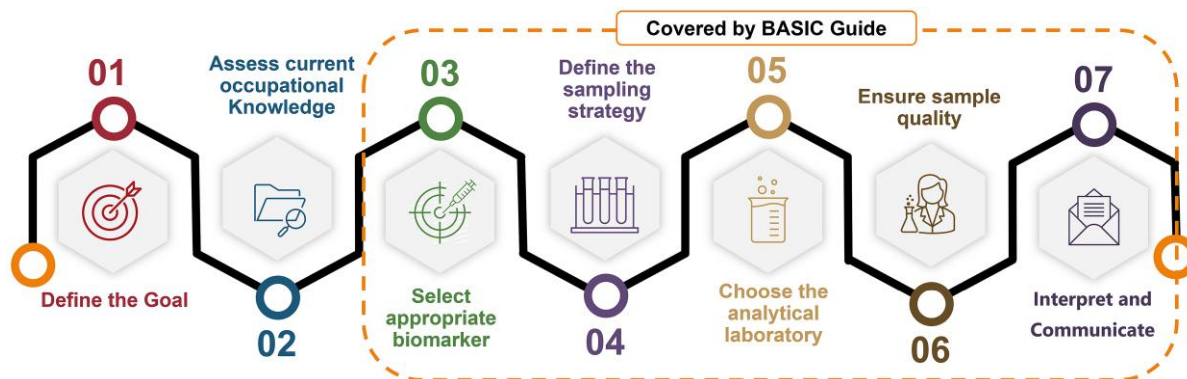 Covered by BASIC Guide
01
Define the Goal
Assess current
occupational
Knowledge
02
03
Select
appropriate
biomarker
Define the
sampling
strategy
04
05
Choose the
analytical
laboratory
Ensure sample
quality
06
07
Interpret and
Communicate